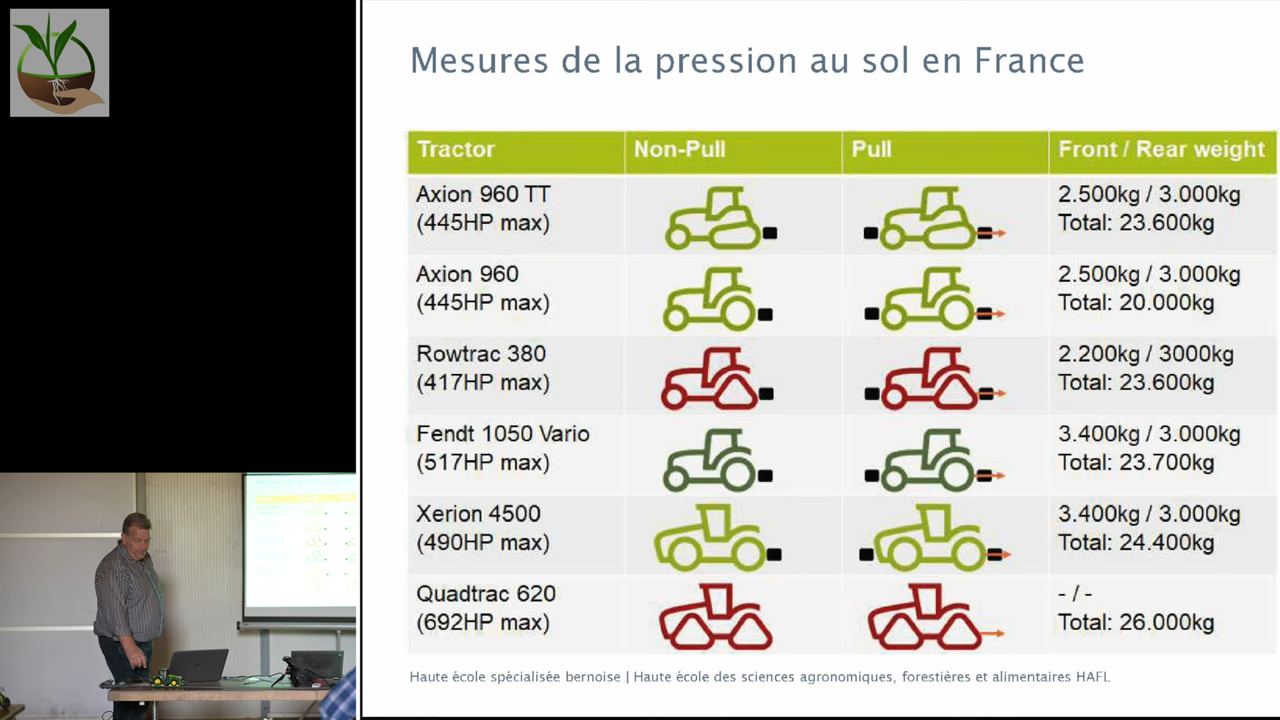 Mesures de la pression au sol en France
Tractor Non-Pull Pull Front / Rear weight
Axion 960 TT
(445HP max)
2.500kg / 3.000kg
Total: 23.600kg
Axion 960
(445HP max)
2.500kg / 3.000kg
Total: 20.000kg
Rowtrac 380
(417HP max)
2.200kg / 3000kg
Total: 23.600kg
Fendt 1050 Vario
(517HP max)
3.400kg / 3.000kg
Total: 23.700kg
Xerion 4500
(490HP max)
3.400kg / 3.000kg
Total: 24.400kg
Quadtrac 620
(692HP max)
- / -
Total: 26.000kg
Haute école spécialisée bernoise | Haute école des sciences agronomiques, forestières et alimentaires HAFL